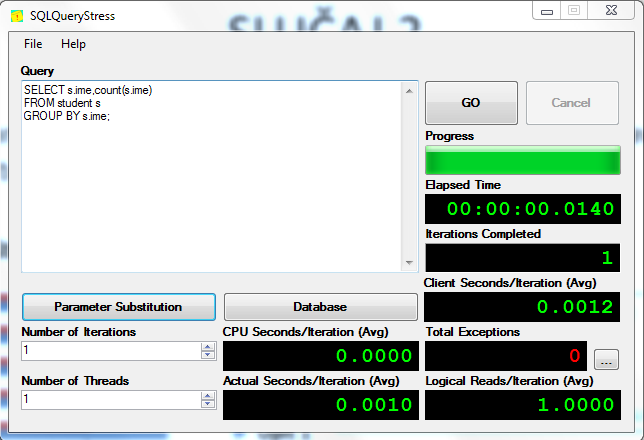 SLUČAJ 2
SQLQueryStress
File Help
Query
SELECT s.ime,count(s.ime)
FROM student s
GROUP BY s.ime;
GO
Cancel
Progress
Elapsed Time
00:00:00.0140
Iterations Completed
1
Client Seconds/Iteration (Avg)
0.0012
Parameter Substitution
Database
Number of Iterations
1
CPU Seconds/Iteration (Avg)
0.0000
Total Exceptions
0
...
Number of Threads
1
Actual Seconds/Iteration (Avg)
0.0010
Logical Reads/Iteration (Avg)
1.0000